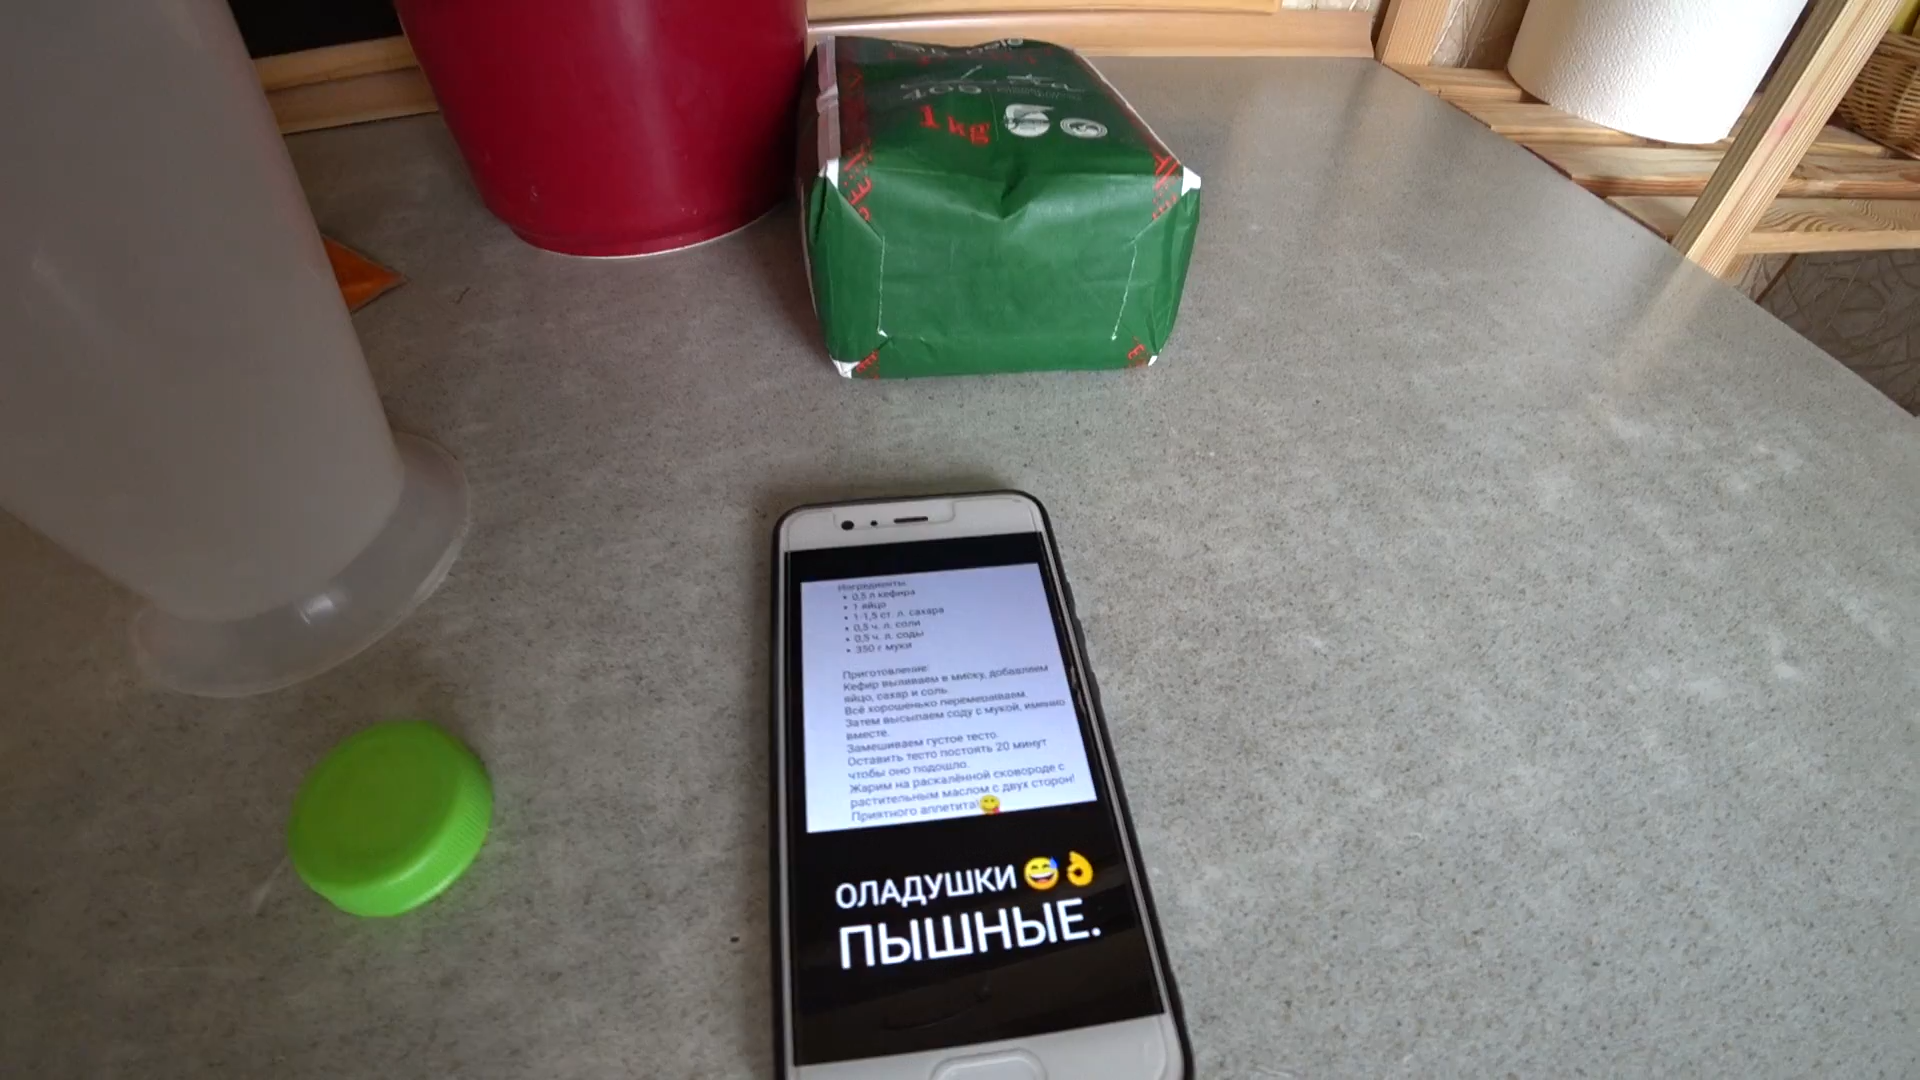 1 kg
Ингредиенты:
• 0,5 л кефира
• 1 яйцо
• 1-1,5 ст. л. сахара
• 0,5 ч. л. соли
• 0,5 ч. л. соды
• 350 г муки
Приготовление:
Кефир выливаем в миску, добавляем
яйцо, сахар и соль.
Всё хорошенько перемешиваем.
Затем высыпаем соду с мукой, именно
вместе.
Замешиваем густое тесто.
Оставить тесто постоять 20 минут
чтобы оно подошло.
Жарим на раскалённой сковороде с
растительным маслом с двух сторон!
Приятного аппетита!😋
ОЛАДУШКИ 😅👌
ПЫШНЫЕ.